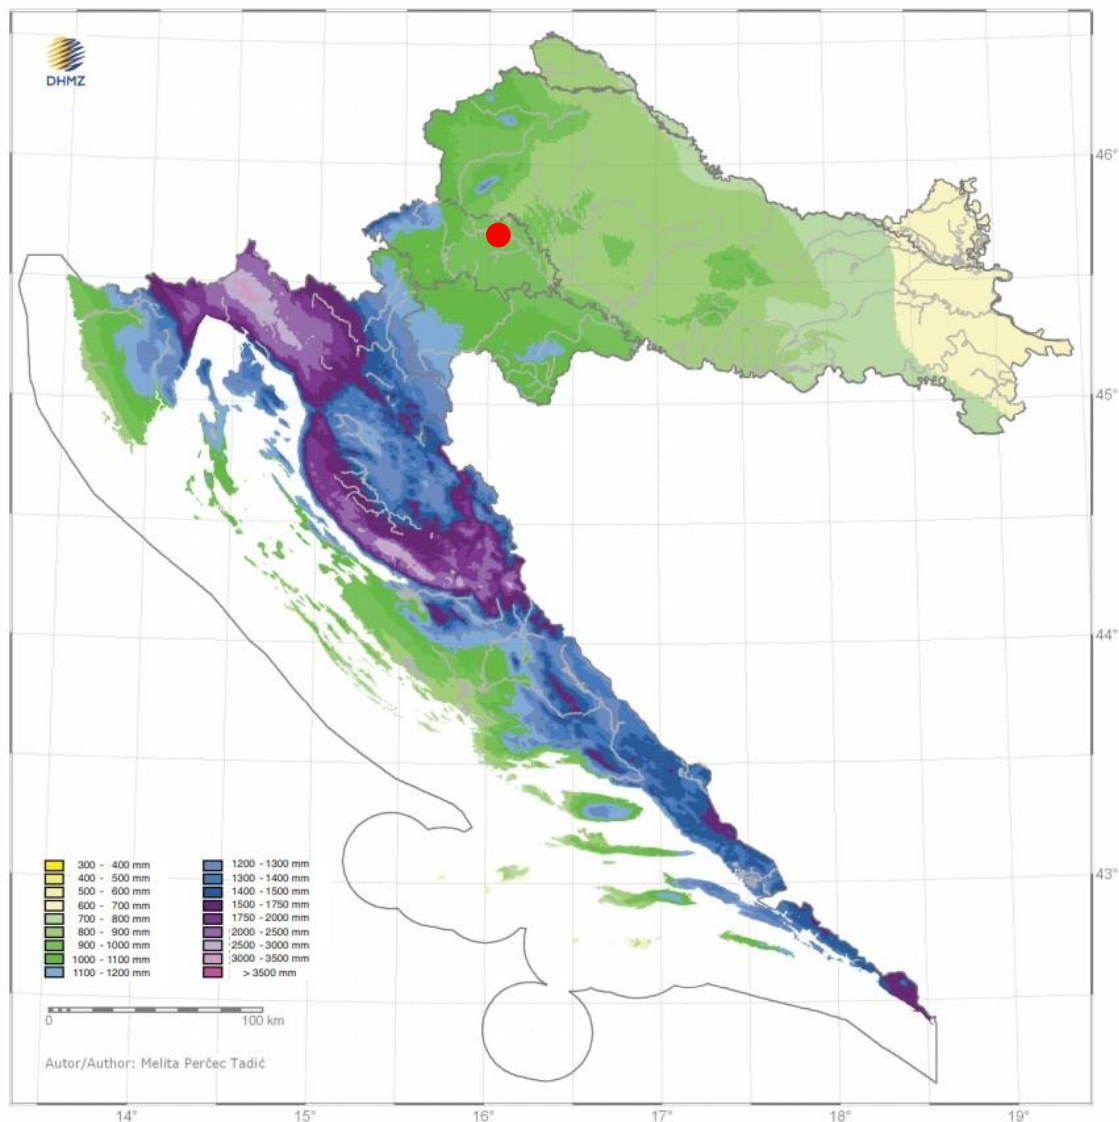 DHMZ
46°
45°
44°
43°
300 - 400 mm
400 - 500 mm
500 - 600 mm
600 - 700 mm
700 - 800 mm
800 - 900 mm
900 - 1000 mm
1000 - 1100 mm
1100 - 1200 mm
1200 - 1300 mm
1300 - 1400 mm
1400 - 1500 mm
1500 - 1750 mm
1750 - 2000 mm
2000 - 2500 mm
2500 - 3000 mm
3000 - 3500 mm
> 3500 mm
0 100 km
Autor/Author: Melita Perčec Tadić
14° 15° 16° 17° 18° 19°